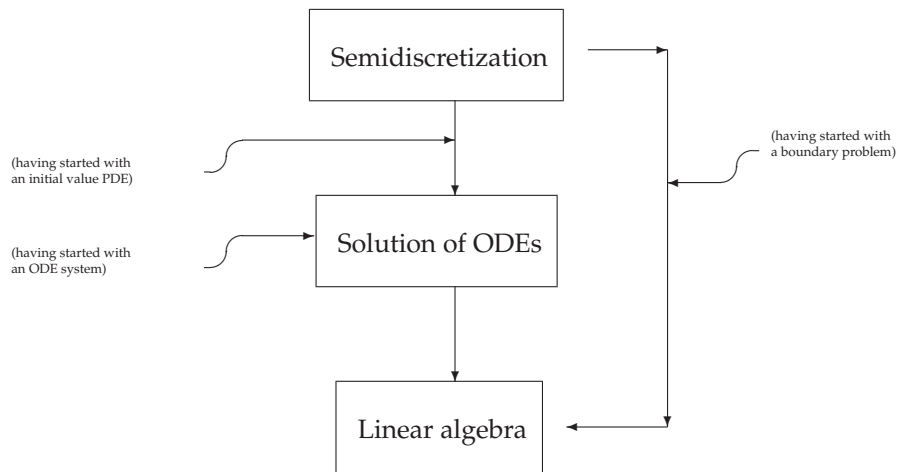 Semidiscretization
(having started with
a boundary problem)
(having started with
an initial value PDE)
Solution of ODEs
(having started with
an ODE system)
Linear algebra